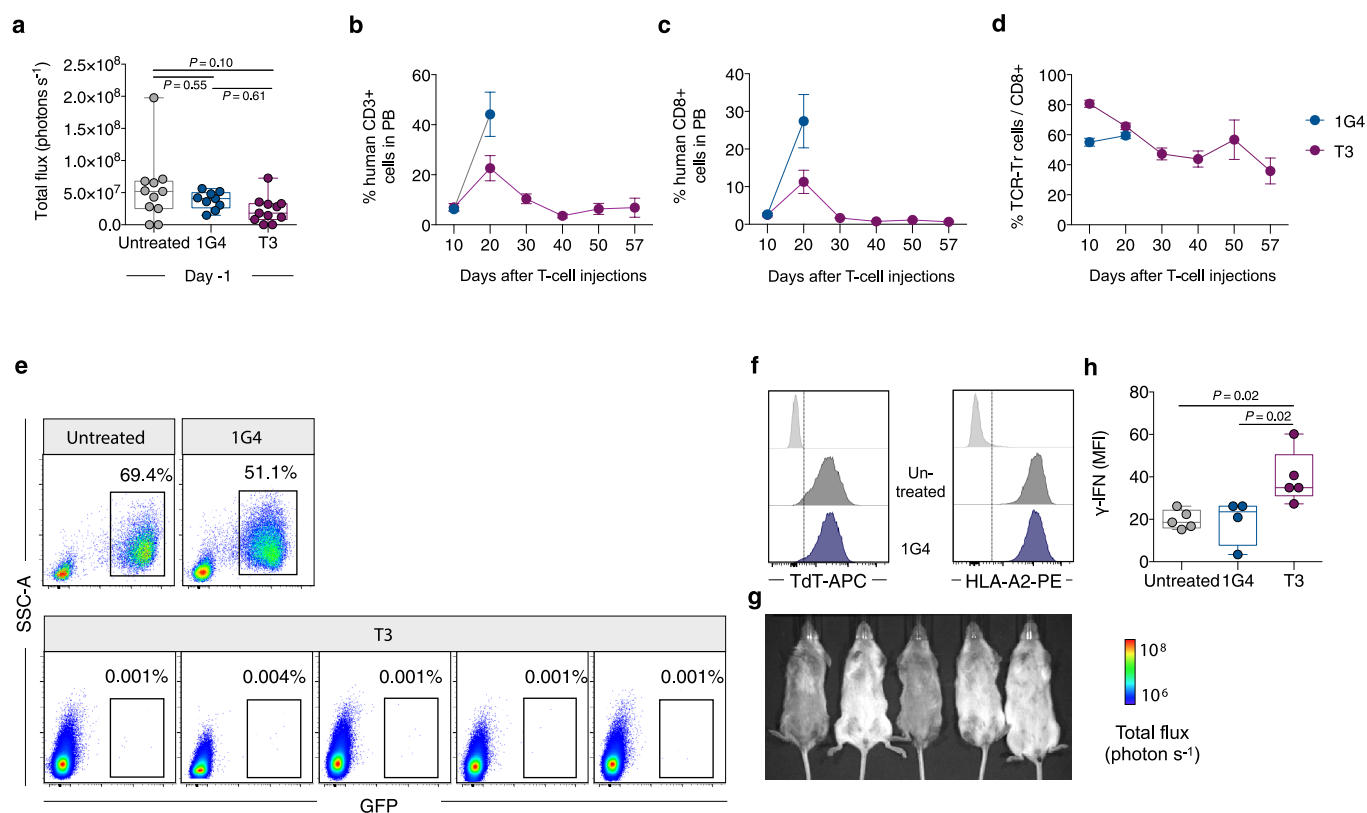 a
Total flux (photons s⁻¹)
2.5×10⁸
2.0×10⁸
1.5×10⁸
1.0×10⁸
5.0×10⁷
0.0
P = 0.10
P = 0.55
P = 0.61
Untreated 1G4 T3
Day -1
b
% human CD3+
cells in PB
60
40
20
0
10 20 30 40 50 57
Days after T-cell injections
c
% human CD8+
cells in PB
40
30
20
10
0
10 20 30 40 50 57
Days after T-cell injections
d
% TCR-Tr cells / CD8+
100
80
60
40
20
0
10 20 30 40 50 57
Days after T-cell injections
1G4
T3
e
SSC-A
Untreated
69.4%
1G4
51.1%
T3
0.001%
0.004%
0.001%
0.001%
0.001%
GFP
f
Un-
treated
1G4
TdT-APC
HLA-A2-PE
g
10⁸
10⁶
Total flux
(photon s⁻¹)
h
γ-IFN (MFI)
80
60
40
20
0
P = 0.02
P = 0.02
Untreated 1G4 T3